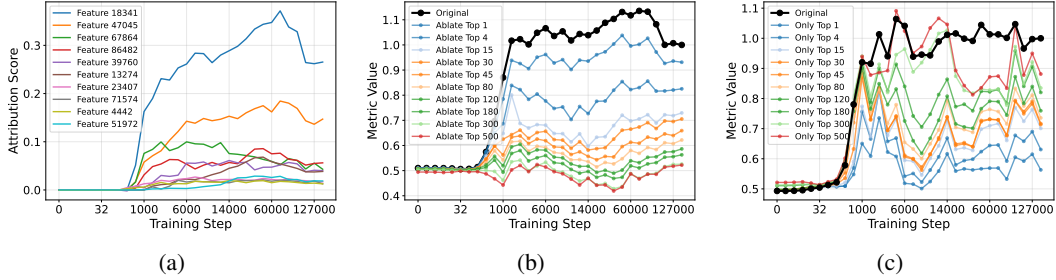 Attribution Score
0.3
0.2
0.1
0.0
Feature 18341
Feature 47045
Feature 67864
Feature 86482
Feature 39760
Feature 13274
Feature 23407
Feature 71574
Feature 4442
Feature 51972
0 32 1000 6000 14000 60000 127000
Training Step
(a)
Metric Value
1.1
1.0
0.9
0.8
0.7
0.6
0.5
0.4
Original
Ablate Top 1
Ablate Top 4
Ablate Top 15
Ablate Top 30
Ablate Top 45
Ablate Top 80
Ablate Top 120
Ablate Top 180
Ablate Top 300
Ablate Top 500
0 32 1000 6000 14000 60000 127000
Training Step
(b)
Metric Value
1.1
1.0
0.9
0.8
0.7
0.6
0.5
Original
Only Top 1
Only Top 4
Only Top 15
Only Top 30
Only Top 45
Only Top 80
Only Top 120
Only Top 180
Only Top 300
Only Top 500
0 32 1000 6000 14000 60000 127000
Training Step
(c)